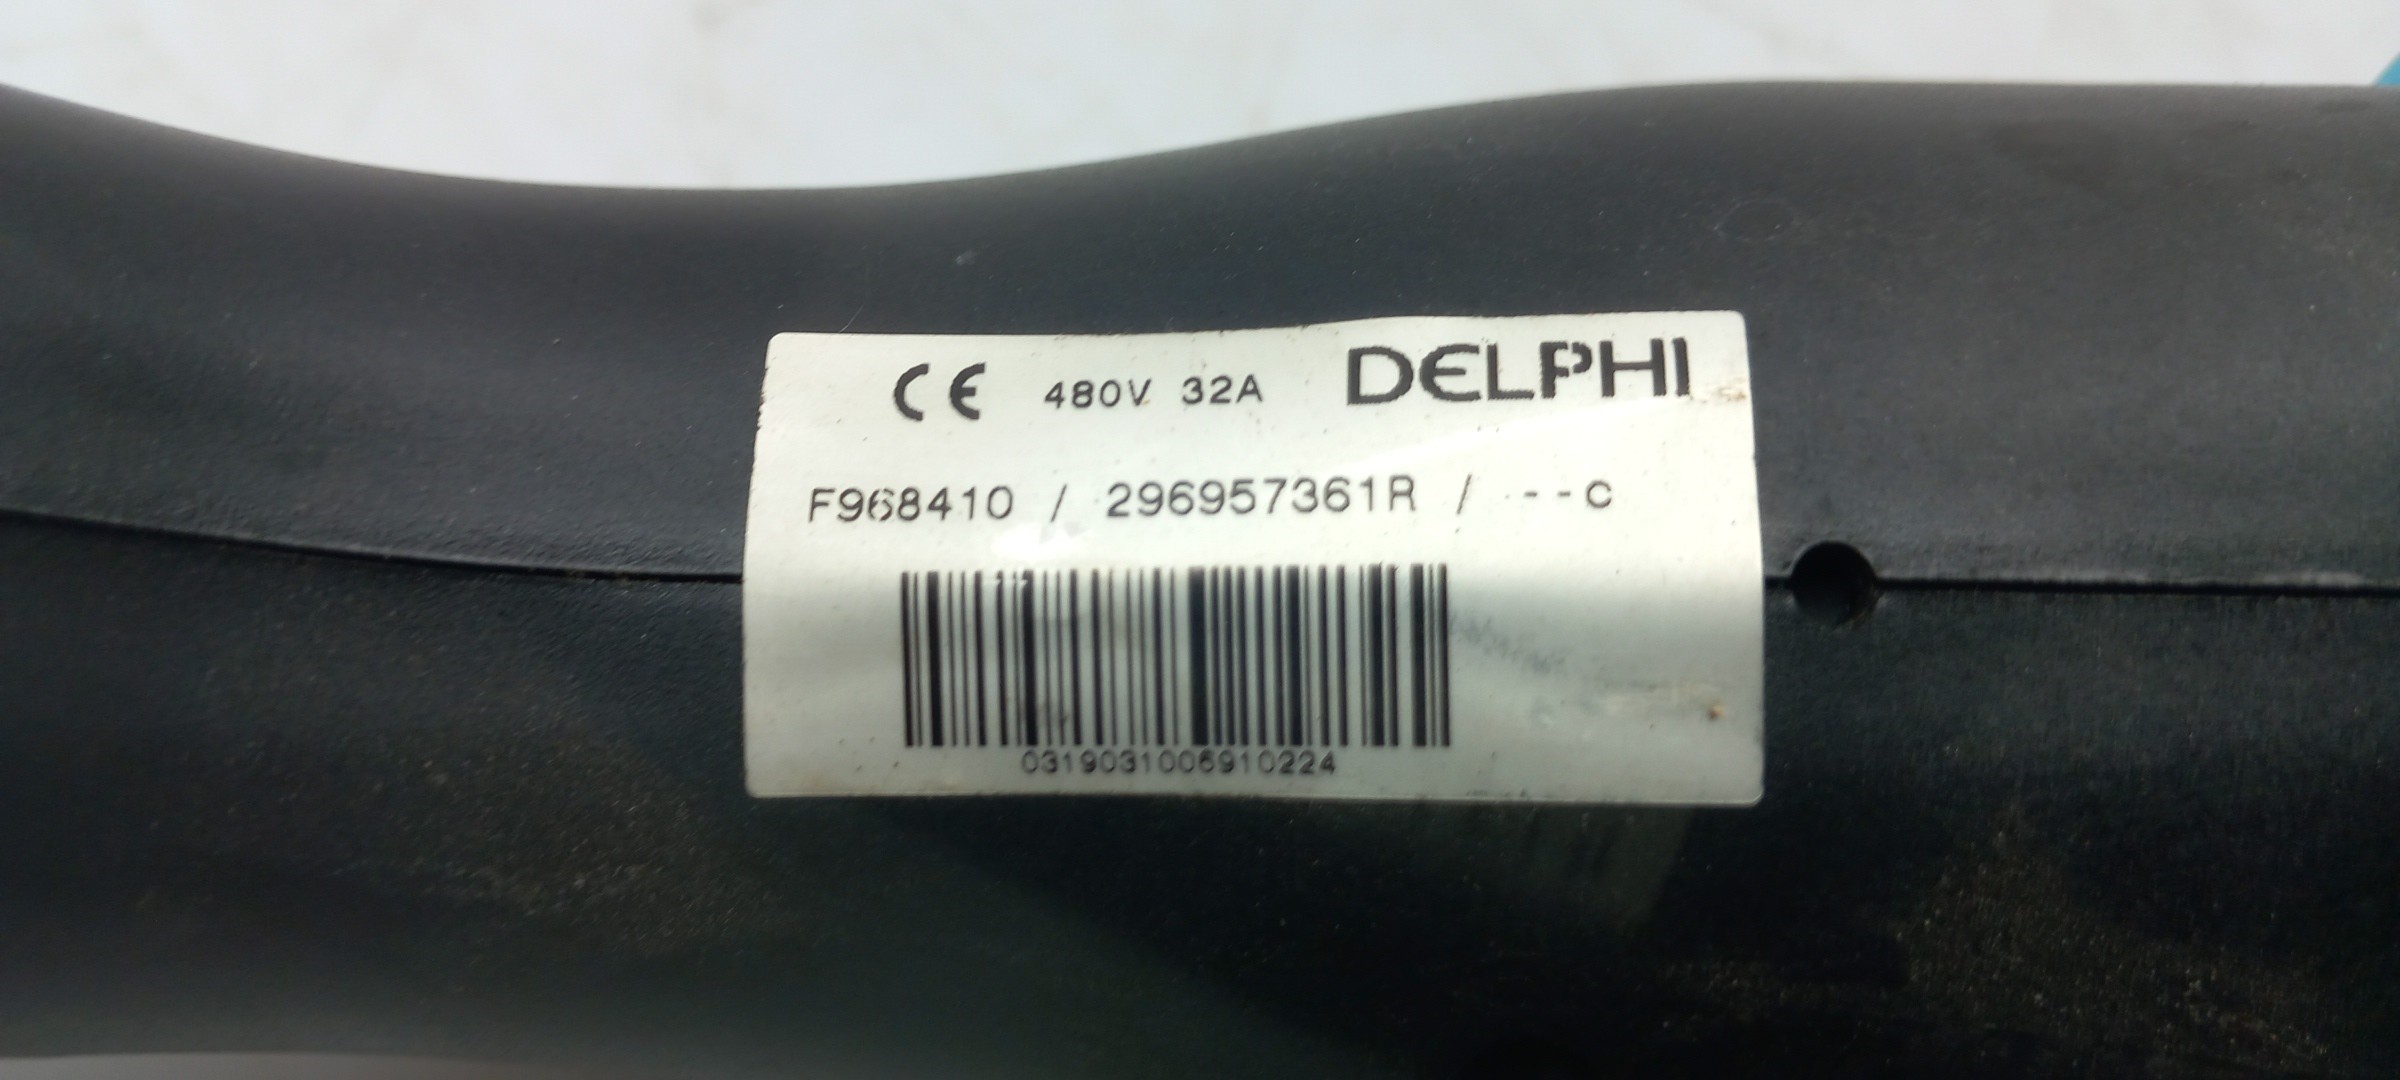 CE 480V 32A DELPHI
F968410 / 296957361R / --C
0319031006910224